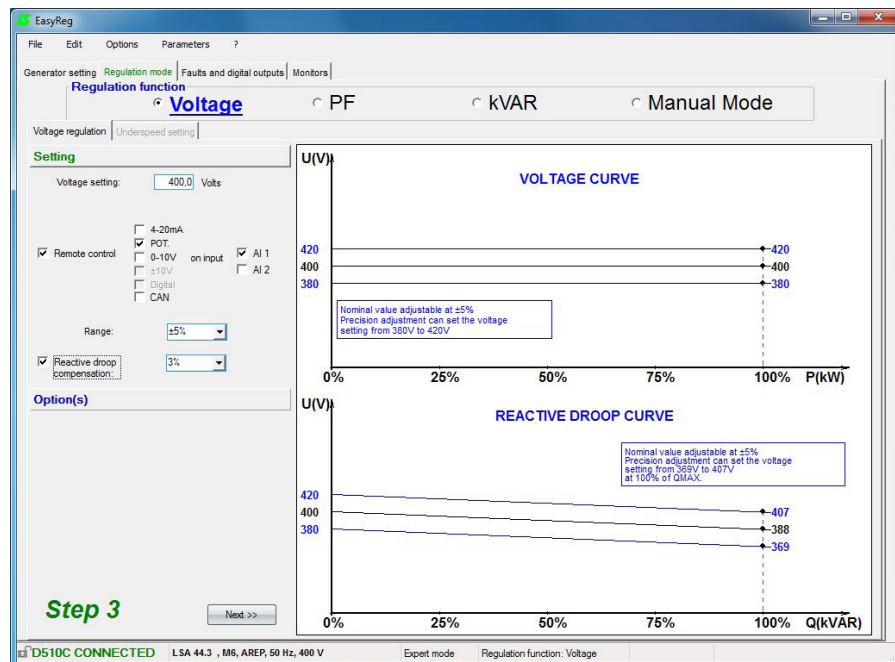 EasyReg
File Edit Options Parameters ?
Generator setting Regulation mode Faults and digital outputs Monitors
Regulation function
Voltage PF kVAR Manual Mode
Voltage regulation Underspeed setting
Setting
Voltage setting: 400,0 Volts
4-20mA
POT.
Remote control 0-10V on input AI 1
±10V AI 2
Digital
CAN
Range: ±5%
Reactive droop compensation: 3%
Option(s)
Step 3
Next >>
U(V)
VOLTAGE CURVE
420 420
400 400
380 380
Nominal value adjustable at ±5%
Precision adjustment can set the voltage
setting from 380V to 420V
0% 25% 50% 75% 100% P(kW)
U(V)
REACTIVE DROOP CURVE
Nominal value adjustable at ±5%
Precision adjustment can set the voltage
setting from 369V to 407V
at 100% of QMAX.
420 407
400 388
380 369
0% 25% 50% 75% 100% Q(kVAR)
D510C CONNECTED LSA 44.3 , M6, AREP, 50 Hz, 400 V Expert mode Regulation function: Voltage